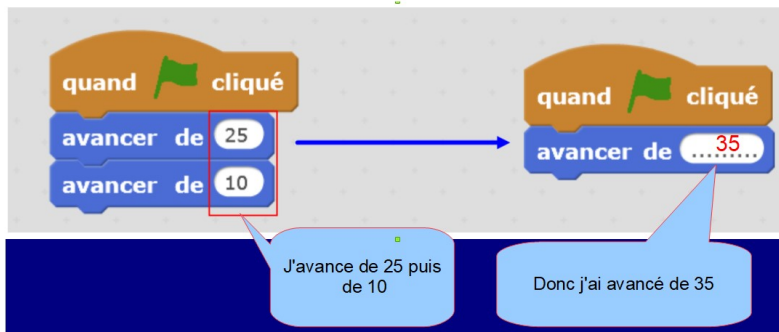 quand cliqué
avancer de 25
avancer de 10
quand cliqué
avancer de 35
.........
J'avance de 25 puis
de 10
Donc j'ai avancé de 35